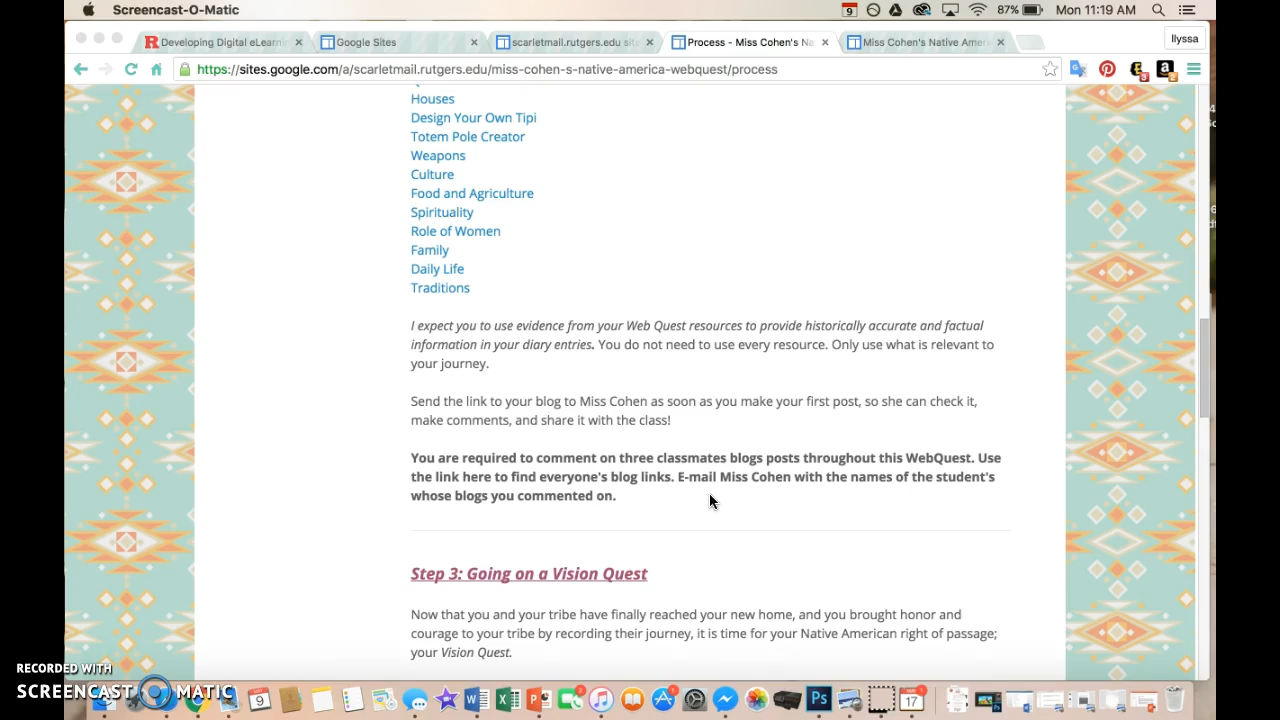 Screencast-O-Matic
9
87%
Mon 11:19 AM
Developing Digital eLearnin
Google Sites
scarletmail.rutgers.edu site
Process - Miss Cohen's Na
Miss Cohen's Native Ameri
Ilyssa
https://sites.google.com/a/scarletmail.rutgers.edu/miss-cohen-s-native-america-webquest/process
Houses
Design Your Own Tipi
Totem Pole Creator
Weapons
Culture
Food and Agriculture
Spirituality
Role of Women
Family
Daily Life
Traditions
I expect you to use evidence from your Web Quest resources to provide historically accurate and factual
information in your diary entries. You do not need to use every resource. Only use what is relevant to
your journey.
Send the link to your blog to Miss Cohen as soon as you make your first post, so she can check it,
make comments, and share it with the class!
You are required to comment on three classmates blogs posts throughout this WebQuest. Use
the link here to find everyone's blog links. E-mail Miss Cohen with the names of the student's
whose blogs you commented on.
Step 3: Going on a Vision Quest
Now that you and your tribe have finally reached your new home, and you brought honor and
courage to your tribe by recording their journey, it is time for your Native American right of passage;
your Vision Quest.
RECORDED WITH
SCREENCAST O MATIC
9
Ps
17